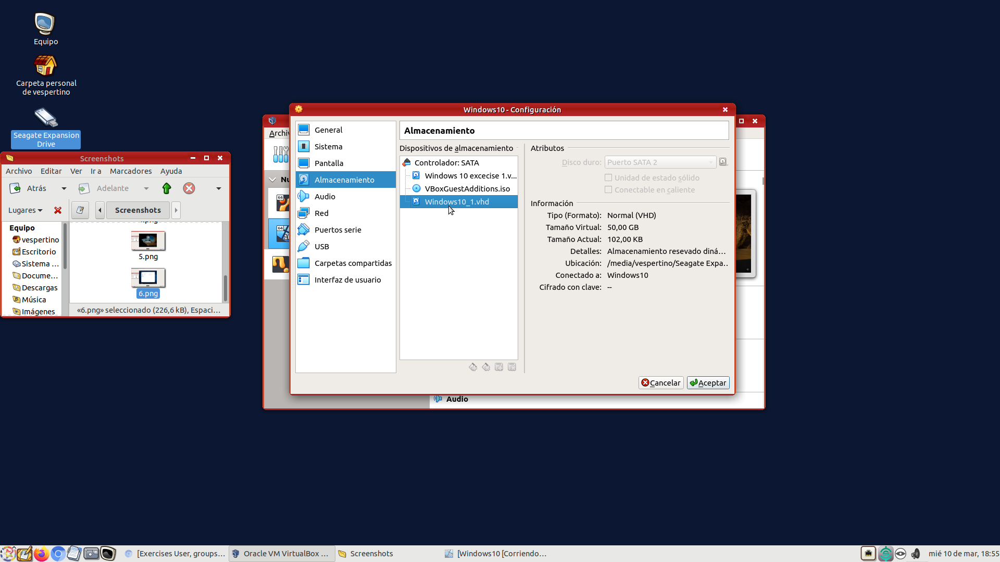 Equipo
Carpeta personal
de vespertino
Seagate Expansion
Drive
Screenshots
Archivo Editar Ver Ir a Marcadores Ayuda
Atrás Adelante
Lugares Screenshots
Equipo
vespertino
Escritorio
Sistema ...
Docume...
Descargas
Música
Imágenes
5.png
6.png
«6.png» seleccionado (226,6 kB), Espaci...
Archi
Nu
64
64
Windows10 - Configuración
General
Sistema
Pantalla
Almacenamiento
Audio
Red
Puertos serie
USB
Carpetas compartidas
Interfaz de usuario
Almacenamiento
Dispositivos de almacenamiento
Controlador: SATA
Windows 10 excecise 1.v...
VBoxGuestAdditions.iso
Windows10_1.vhd
Atributos
Disco duro: Puerto SATA 2
Unidad de estado sólido
Conectable en caliente
Información
Tipo (Formato): Normal (VHD)
Tamaño Virtual: 50,00 GB
Tamaño Actual: 102,00 KB
Detalles: Almacenamiento resevado diná...
Ubicación: /media/vespertino/Seagate Expa...
Conectado a: Windows10
Cifrado con clave: --
Cancelar Aceptar
Audio
[Exercises User, groups... Oracle VM VirtualBox ... Screenshots [Windows10 [Corriendo... mié 10 de mar, 18:55